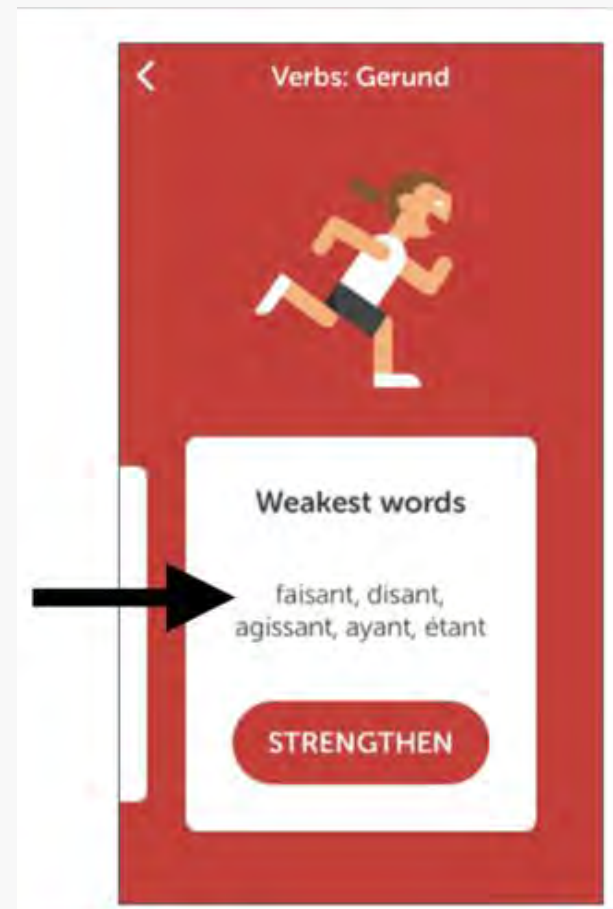 Verbs: Gerund
Weakest words
faisant, disant,
agissant, ayant, étant
STRENGTHEN